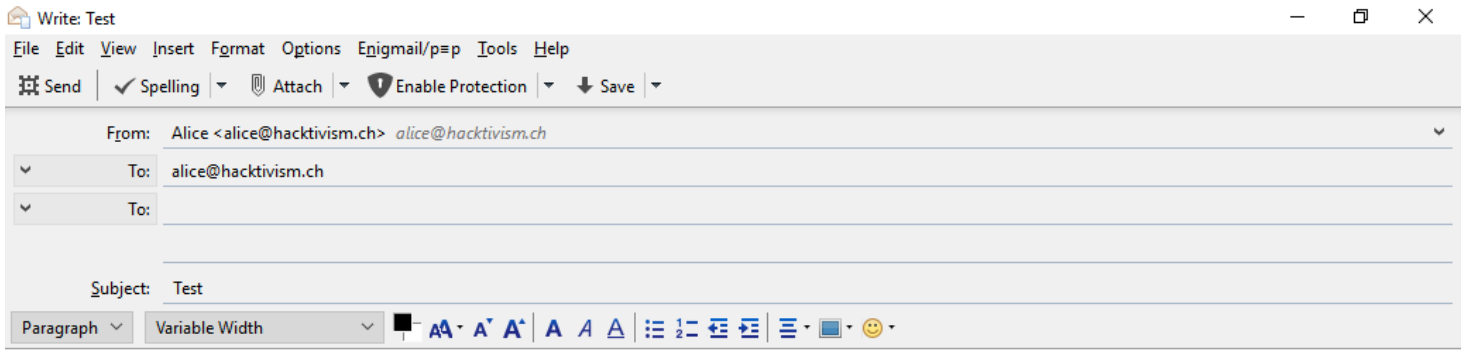 Write: Test
File Edit View Insert Format Options Enigmail/p≡p Tools Help
Send Spelling Attach Enable Protection Save
From: Alice <alice@hacktivism.ch> alice@hacktivism.ch
To: alice@hacktivism.ch
To:
Subject: Test
Paragraph Variable Width